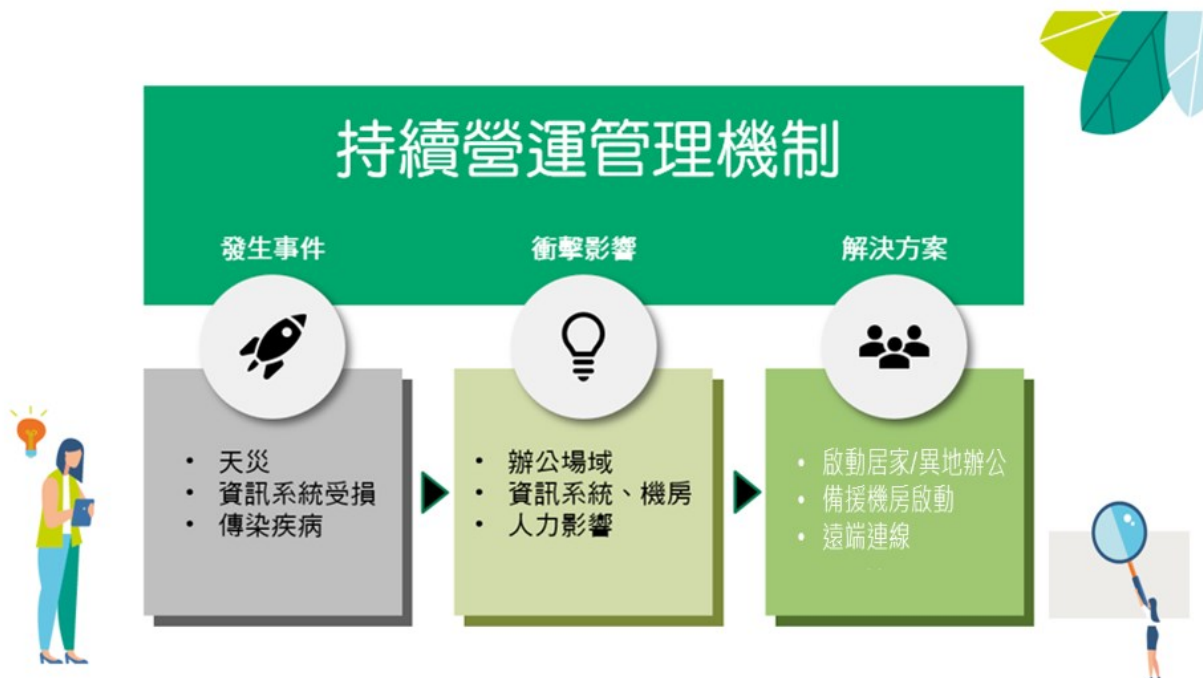 持續營運管理機制
發生事件
衝擊影響
解決方案
• 天災
• 資訊系統受損
• 傳染疾病
• 辦公場域
• 資訊系統、機房
• 人力影響
• 啟動居家/異地辦公
• 備援機房啟動
• 遠端連線